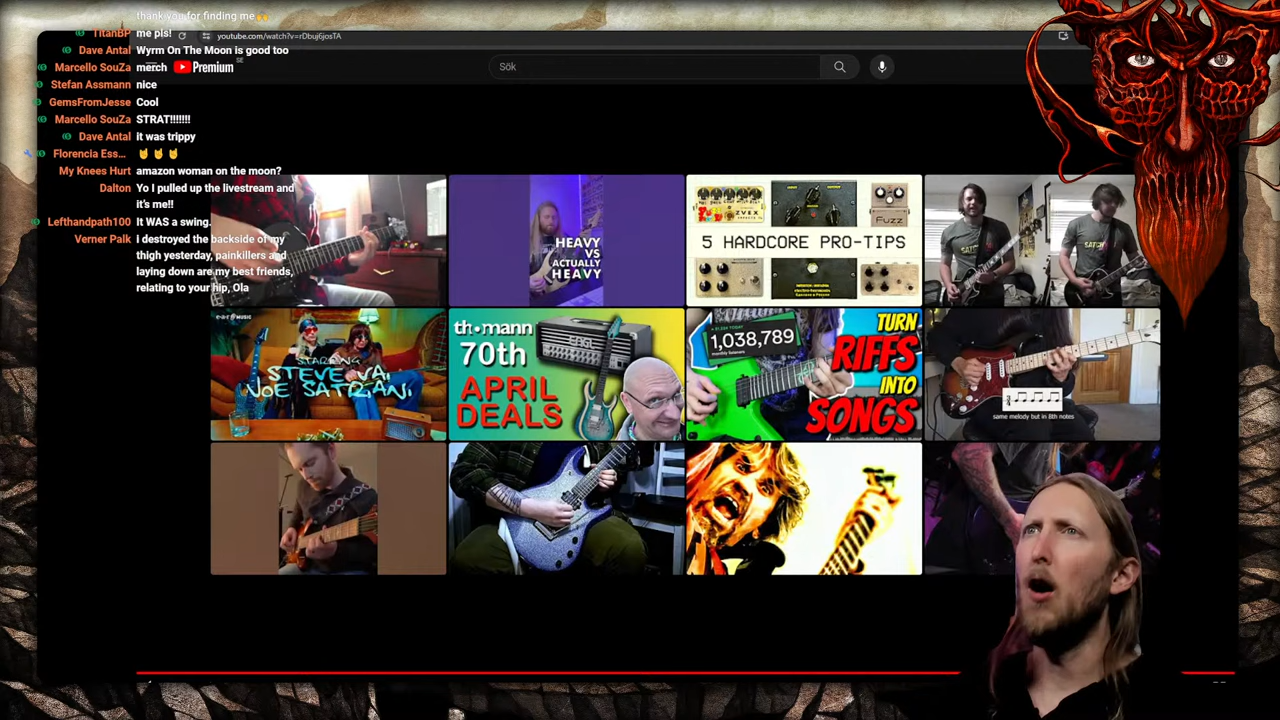 thank you for finding me🙌
TitanBP me pls!
youtube.com/watch?v=rDbuj6josTA
Dave Antal Wyrm On The Moon is good too
Marcello SouZa merch
Premium SE
Sök
Stefan Assmann nice
GemsFromJesse Cool
Marcello SouZa STRAT!!!!!!!
Dave Antal it was trippy
Florencia Ess... 🤘 🤘 🤘
My Knees Hurt amazon woman on the moon?
Dalton Yo I pulled up the livestream and
it's me!!
Lefthandpath100 It WAS a swing.
Verner Palk i destroyed the backside of my
thigh yesterday, painkillers and
laying down are my best friends,
relating to your hip, Ola
HEAVY
VS
ACTUALLY
HEAVY
ZVEX
FUZZ
5 HARDCORE PRO-TIPS
SATCH
e-a-r MUSIC
STARRING
STEVE VAI
JOE SATRIANI
th•mann
70th
APRIL
DEALS
1,038,789
monthly listeners
TURN
RIFFS
INTO
SONGS
same melody but in 8th notes